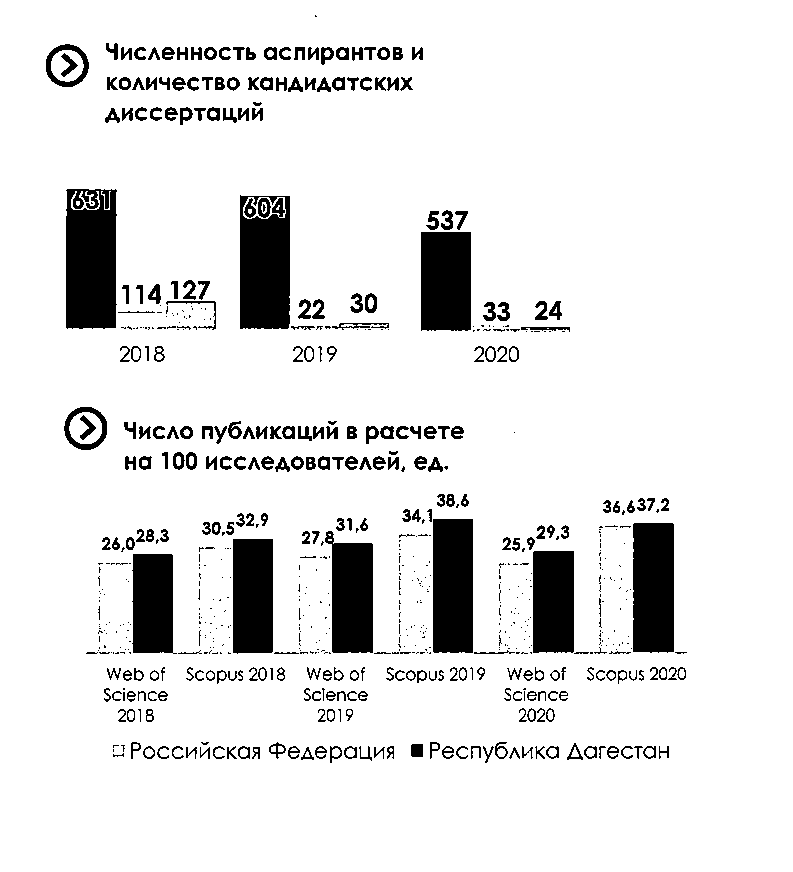 Численность аспирантов и
количество кандидатских
диссертаций
631 604 537
114 127 22 30 33 24
2018 2019 2020
Число публикаций в расчете
на 100 исследователей, ед.
26,0 28,3 30,5 32,9 27,8 31,6 34,1 38,6 25,9 29,3 36,6 37,2
Web of Scopus 2018 Web of Scopus 2019 Web of Scopus 2020
Science Science Science
2018 2019 2020
Российская Федерация Республика Дагестан